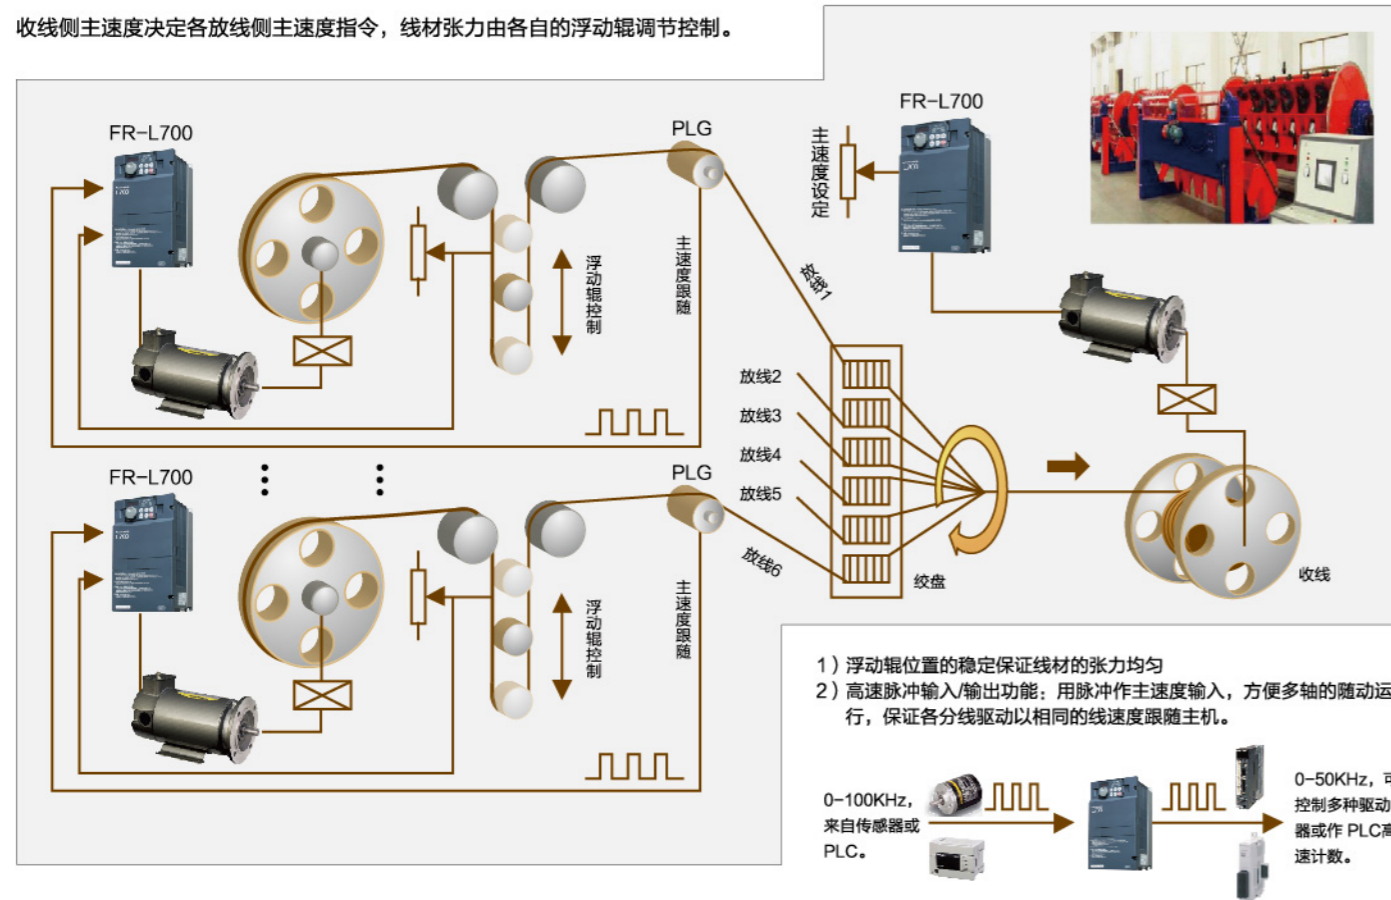 收线侧主速度决定各放线侧主速度指令，线材张力由各自的浮动辊调节控制。
FR-L700
PLG
浮动辊控制
主速度跟随
放线1
主速度设定
FR-L700
放线2
放线3
放线4
放线5
放线6
绞盘
收线
FR-L700
PLG
浮动辊控制
主速度跟随
1）浮动辊位置的稳定保证线材的张力均匀
2）高速脉冲输入/输出功能：用脉冲作主速度输入，方便多轴的随动运
行，保证各分线驱动以相同的线速度跟随主机。
0-100KHz，
来自传感器或
PLC。
0-50KHz，可
控制多种驱动
器或作 PLC高
速计数。